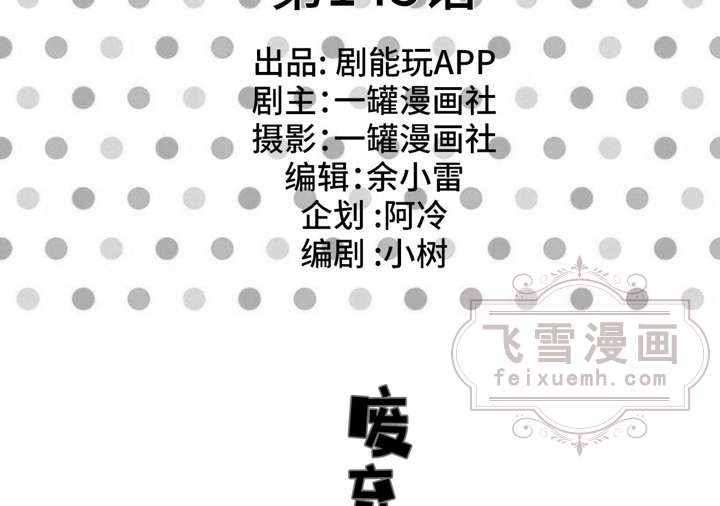 出品: 剧能玩APP
剧主:一罐漫画社
摄影:一罐漫画社
编辑:余小雷
企划 :阿冷
编剧 :小树
飞雪漫画
feixuemh.com
废